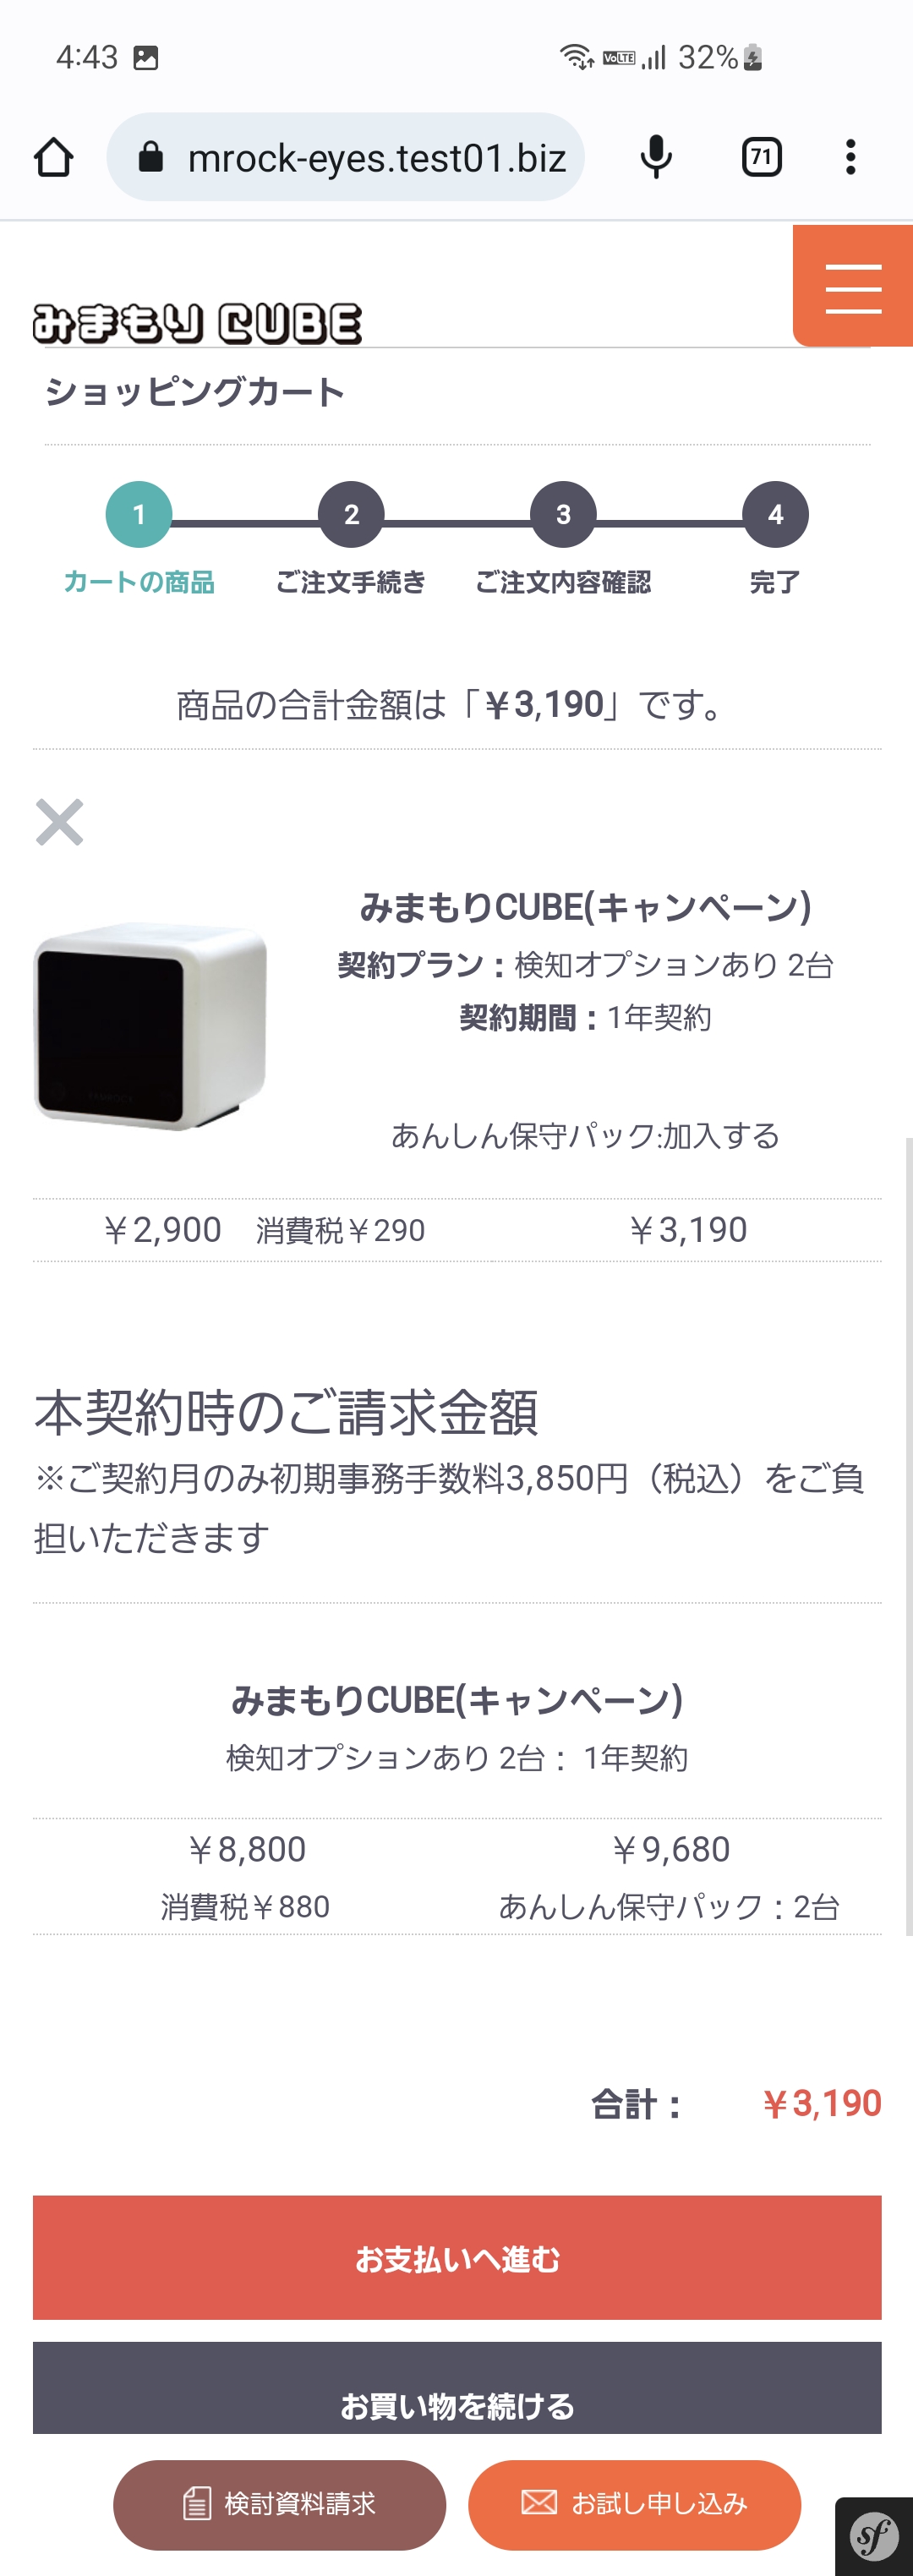 4:43
VoLTE 32%
mrock-eyes.test01.biz
71
みまもり CUBE
ショッピングカート
1 2 3 4
カートの商品 ご注文手続き ご注文内容確認 完了
商品の合計金額は「￥3,190」です。
みまもりCUBE(キャンペーン)
契約プラン：検知オプションあり 2台
契約期間：1年契約
あんしん保守パック:加入する
￥2,900 消費税￥290 ￥3,190
本契約時のご請求金額
※ご契約月のみ初期事務手数料3,850円（税込）をご負
担いただきます
みまもりCUBE(キャンペーン)
検知オプションあり 2台： 1年契約
￥8,800 ￥9,680
消費税￥880 あんしん保守パック：2台
合計： ￥3,190
お支払いへ進む
お買い物を続ける
検討資料請求 お試し申し込み
sf